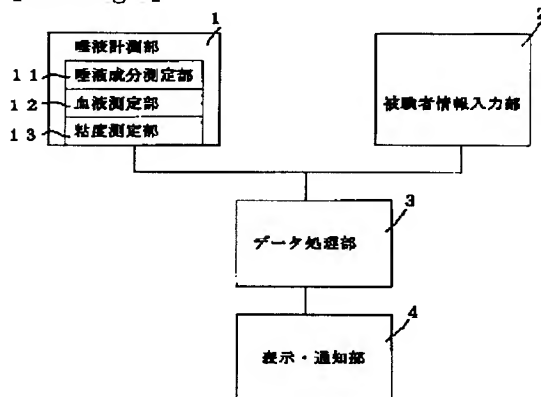 1
2
唾液計測部
11
唾液成分測定部
12
血液測定部
13
粘度測定部
被験者情報入力部
3
データ処理部
4
表示・通知部